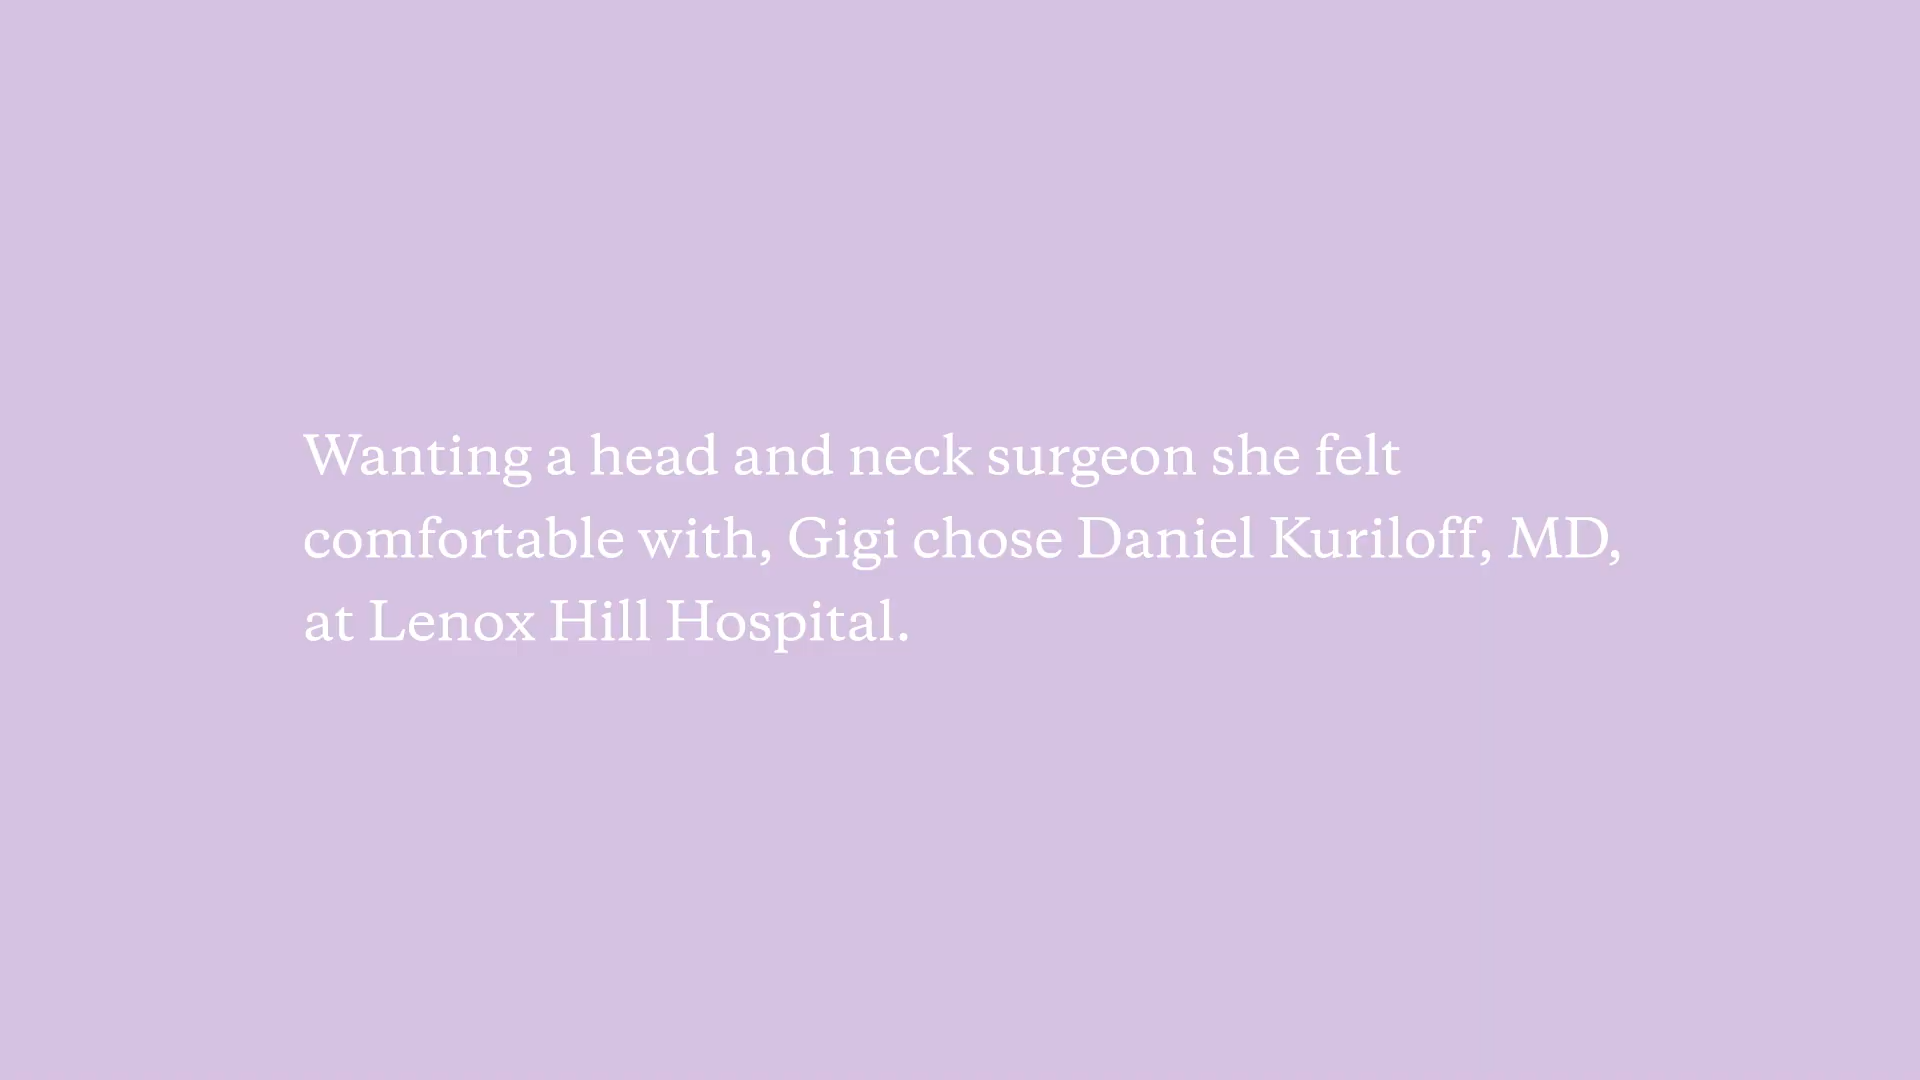 Wanting a head and neck surgeon she felt
comfortable with, Gigi chose Daniel Kuriloff, MD,
at Lenox Hill Hospital.